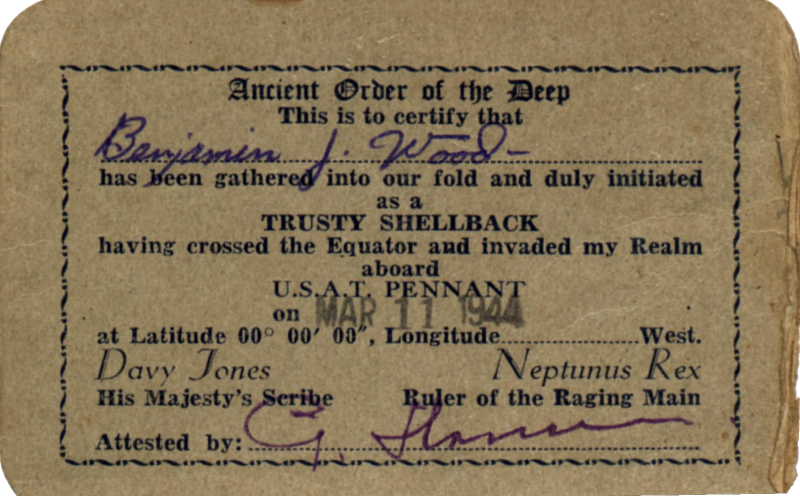 Ancient Order of the Deep
This is to certify that
Benjamin J. Wood
has been gathered into our fold and duly initiated
as a
TRUSTY SHELLBACK
having crossed the Equator and invaded my Realm
aboard
U.S.A.T. PENNANT
on MAR 11 1944
at Latitude 00° 00' 00", Longitude..............West.
Davy Jones Neptunus Rex
His Majesty's Scribe Ruler of the Raging Main
Attested by: